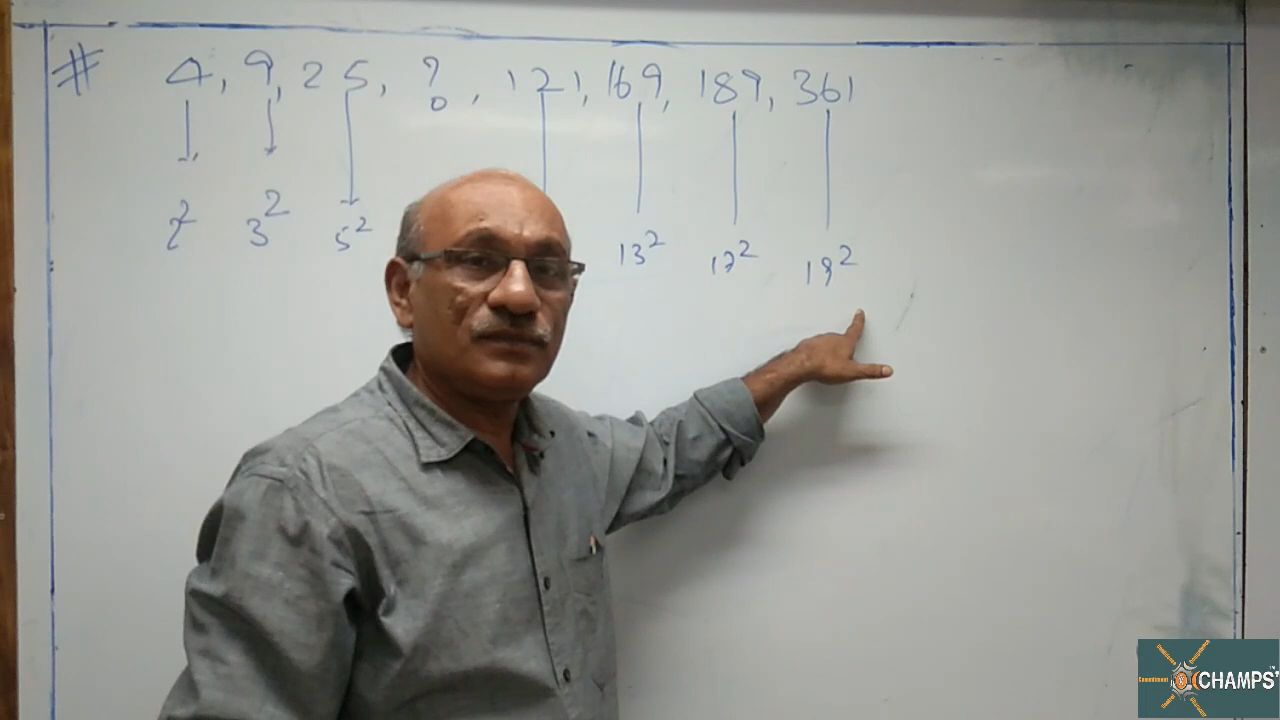 # 4, 9, 25, ?, 121, 169, 189, 361
2² 3² 5² 13² 17² 19²
CHAMPS